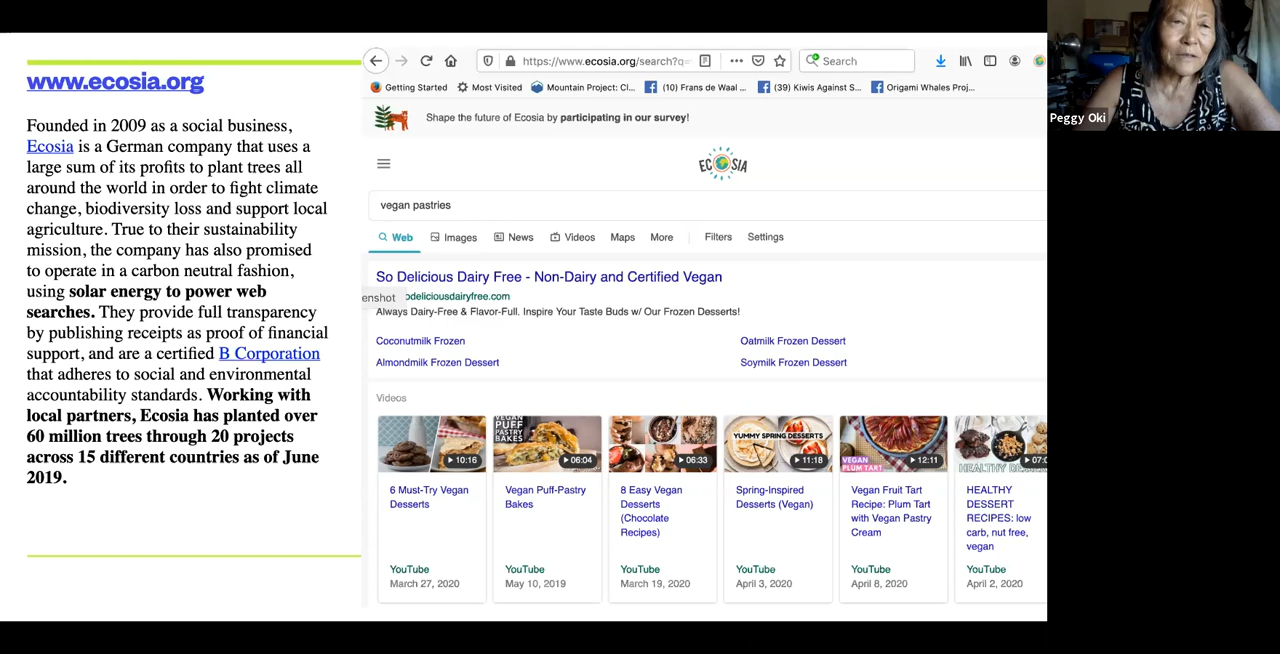 www.ecosia.org
Founded in 2009 as a social business,
Ecosia is a German company that uses a
large sum of its profits to plant trees all
around the world in order to fight climate
change, biodiversity loss and support local
agriculture. True to their sustainability
mission, the company has also promised
to operate in a carbon neutral fashion,
using solar energy to power web
searches. They provide full transparency
by publishing receipts as proof of financial
support, and are a certified B Corporation
that adheres to social and environmental
accountability standards. Working with
local partners, Ecosia has planted over
60 million trees through 20 projects
across 15 different countries as of June
2019.
https://www.ecosia.org/search?q=
Search
Getting Started Most Visited Mountain Project: Cl... (10) Frans de Waal ... (39) Kiwis Against S... Origami Whales Proj...
Shape the future of Ecosia by participating in our survey!
ECOSIA
vegan pastries
Web Images News Videos Maps More Filters Settings
So Delicious Dairy Free - Non-Dairy and Certified Vegan
enshot odeliciousdairyfree.com
Always Dairy-Free & Flavor-Full. Inspire Your Taste Buds w/ Our Frozen Desserts!
Coconutmilk Frozen Oatmilk Frozen Dessert
Almondmilk Frozen Dessert Soymilk Frozen Dessert
Videos
10:16
6 Must-Try Vegan
Desserts
YouTube
March 27, 2020
VEGAN
PUFF
PASTRY
BAKES
06:04
Vegan Puff-Pastry
Bakes
YouTube
May 10, 2019
06:33
8 Easy Vegan
Desserts
(Chocolate
Recipes)
YouTube
March 19, 2020
YUMMY SPRING DESSERTS
11:18
Spring-Inspired
Desserts (Vegan)
YouTube
April 3, 2020
VEGAN
PLUM TART
12:11
Vegan Fruit Tart
Recipe: Plum Tart
with Vegan Pastry
Cream
YouTube
April 8, 2020
07:0
HEALTHY
HEALTHY
DESSERT
RECIPES: low
carb, nut free,
vegan
YouTube
April 2, 2020
Peggy Oki